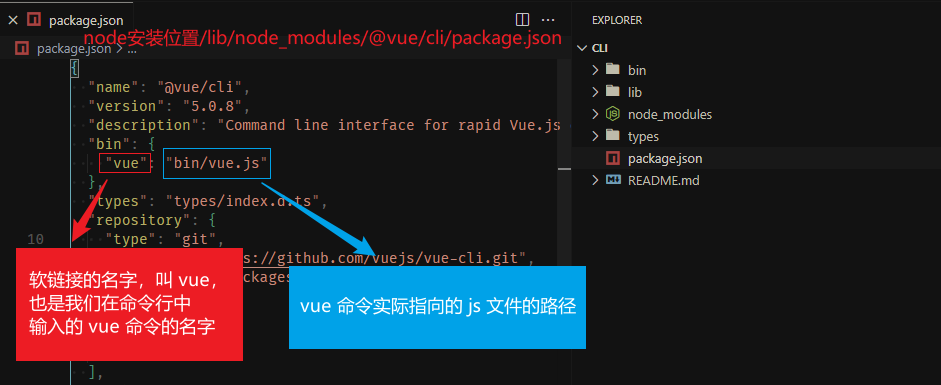 package.json
EXPLORER
node安装位置/lib/node_modules/@vue/cli/package.json
package.json > ...
CLI
{
"name": "@vue/cli",
"version": "5.0.8",
"description": "Command line interface for rapid Vue.js
"bin": {
"vue": "bin/vue.js"
},
"types": "types/index.d.ts",
"repository": {
10
"type": "git",
s://github.com/vuejs/vue-cli.git",
packages
],
软链接的名字，叫 vue，
也是我们在命令行中
输入的 vue 命令的名字
vue 命令实际指向的 js 文件的路径
bin
lib
node_modules
types
package.json
README.md